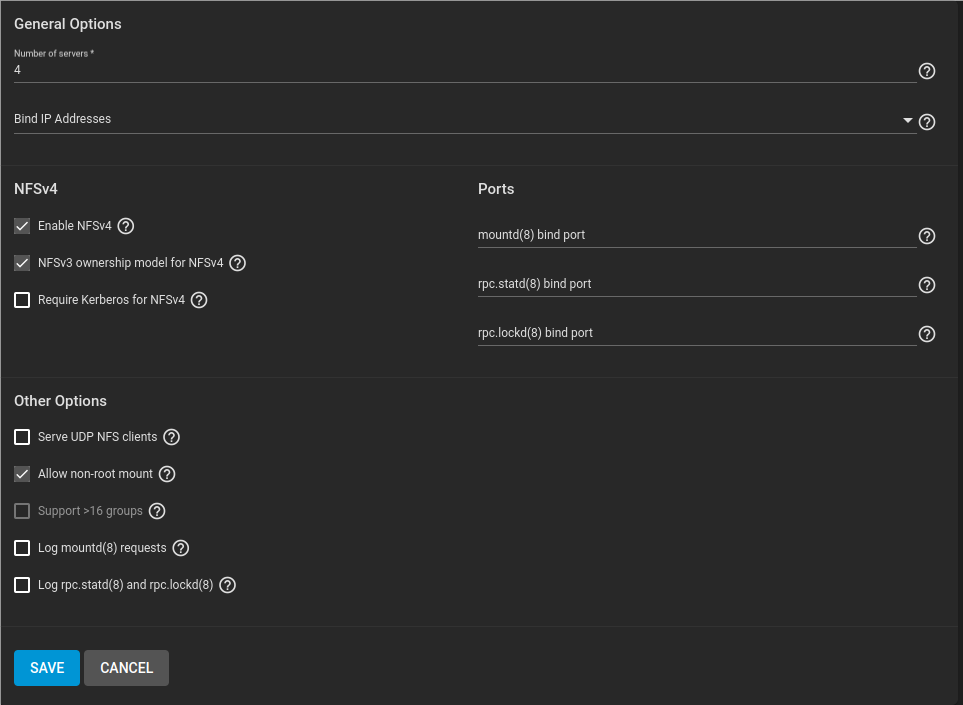 General Options
Number of servers *
4
Bind IP Addresses
NFSv4
Enable NFSv4
NFSv3 ownership model for NFSv4
Require Kerberos for NFSv4
Ports
mountd(8) bind port
rpc.statd(8) bind port
rpc.lockd(8) bind port
Other Options
Serve UDP NFS clients
Allow non-root mount
Support >16 groups
Log mountd(8) requests
Log rpc.statd(8) and rpc.lockd(8)
SAVE CANCEL